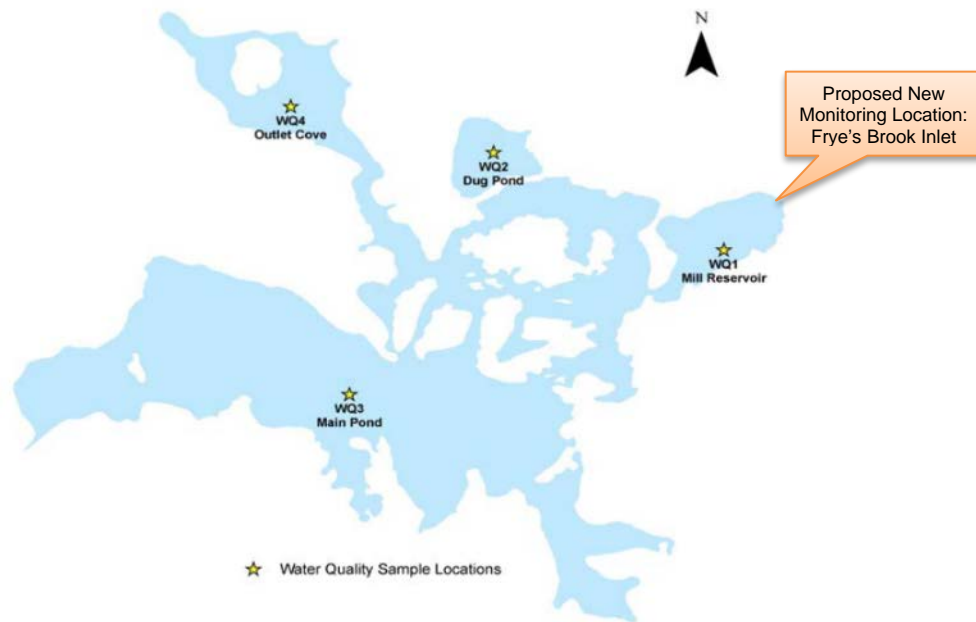 N
Proposed New
Monitoring Location:
Frye's Brook Inlet
WQ4
Outlet Cove
WQ2
Dug Pond
WQ1
Mill Reservoir
WQ3
Main Pond
Water Quality Sample Locations